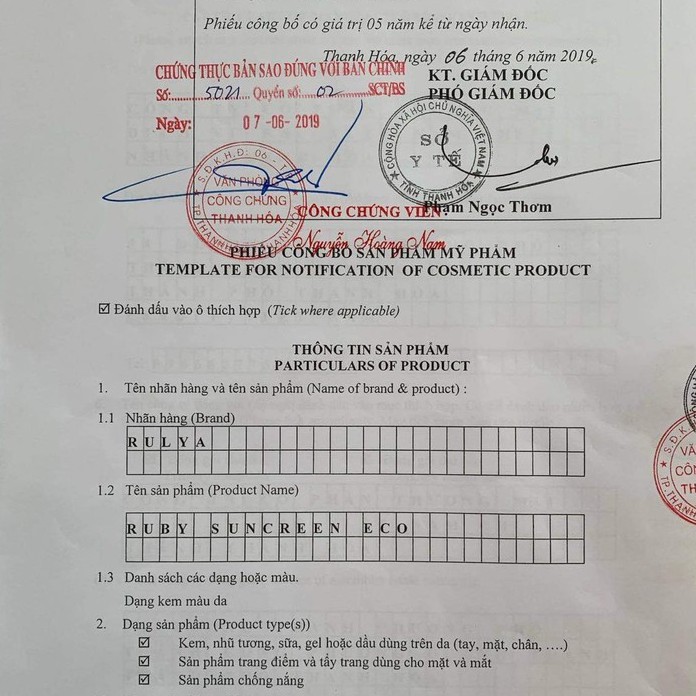 Phiếu công bố có giá trị 05 năm kể từ ngày nhận.
Thanh Hóa, ngày 06 tháng 6 năm 2019,
CHỨNG THỰC BẢN SAO ĐÚNG VỚI BẢN CHÍNH
Số:.............5021...Quyển số:......02............SCT/BS
Ngày: 07-06-2019
KT. GIÁM ĐỐC
PHÓ GIÁM ĐỐC
CỘNG HÒA XÃ HỘI CHỦ NGHĨA VIỆT NAM
SỞ
Y TẾ
TỈNH THANH HÓA
S.Đ.K.H.Đ: 06 - T
VĂN PHÒNG
CÔNG CHỨNG
THANH HÓA
CÔNG CHỨNG VIÊN
Nguyễn Hoàng Nam
Phạm Ngọc Thơm
PHIẾU CÔNG BỐ SẢN PHẨM MỸ PHẨM
TEMPLATE FOR NOTIFICATION OF COSMETIC PRODUCT
☑ Đánh dấu vào ô thích hợp (Tick where applicable)
THÔNG TIN SẢN PHẨM
PARTICULARS OF PRODUCT
1. Tên nhãn hàng và tên sản phẩm (Name of brand & product) :
1.1 Nhãn hàng (Brand)
RULYA
1.2 Tên sản phẩm (Product Name)
RUBY SUNCREEN ECO
1.3 Danh sách các dạng hoặc màu.
Dạng kem màu da
2. Dạng sản phẩm (Product type(s))
☑ Kem, nhũ tương, sữa, gel hoặc dầu dùng trên da (tay, mặt, chân, ….)
☑ Sản phẩm trang điểm và tẩy trang dùng cho mặt và mắt
☑ Sản phẩm chống nắng